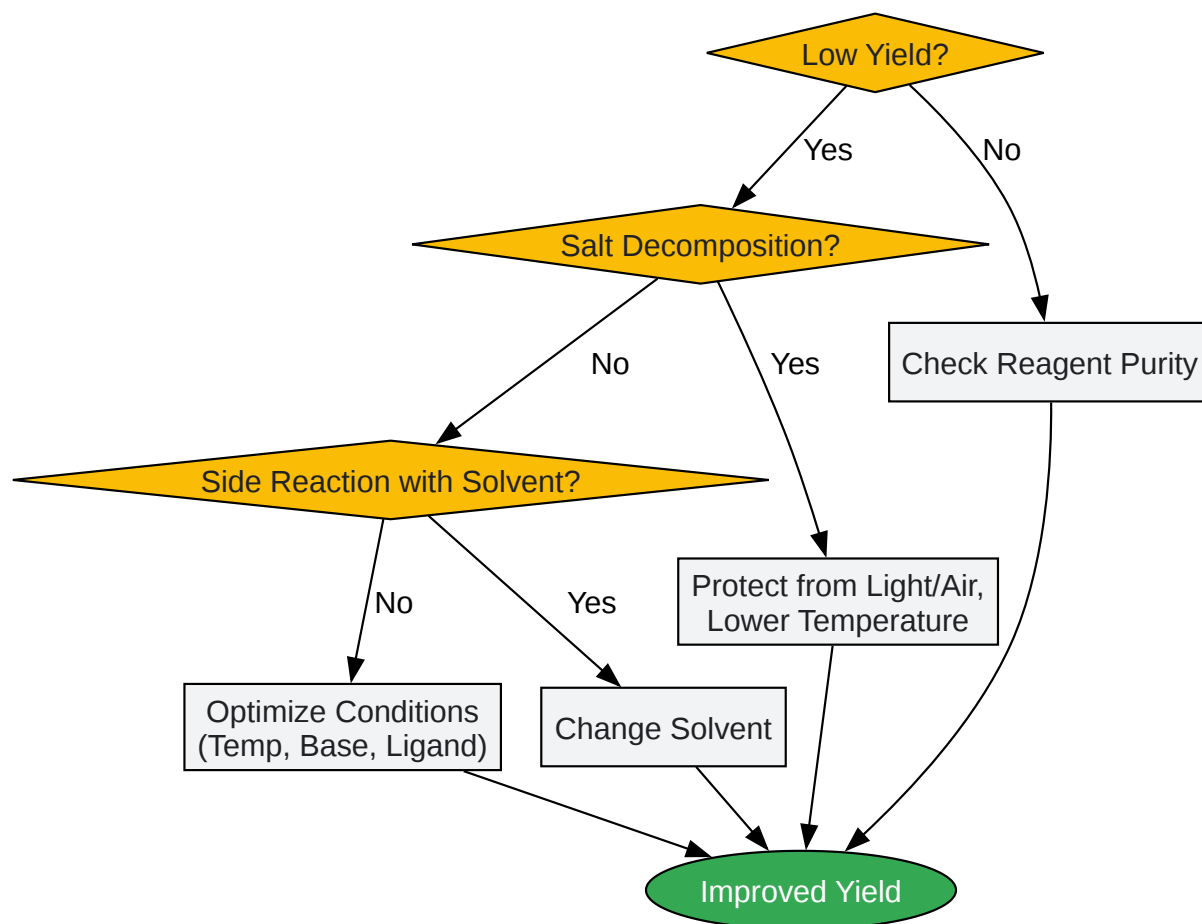 Low Yield?
Yes
No
Salt Decomposition?
No
Yes
Check Reagent Purity
Side Reaction with Solvent?
No
Yes
Protect from Light/Air,
Lower Temperature
Optimize Conditions
(Temp, Base, Ligand)
Change Solvent
Improved Yield